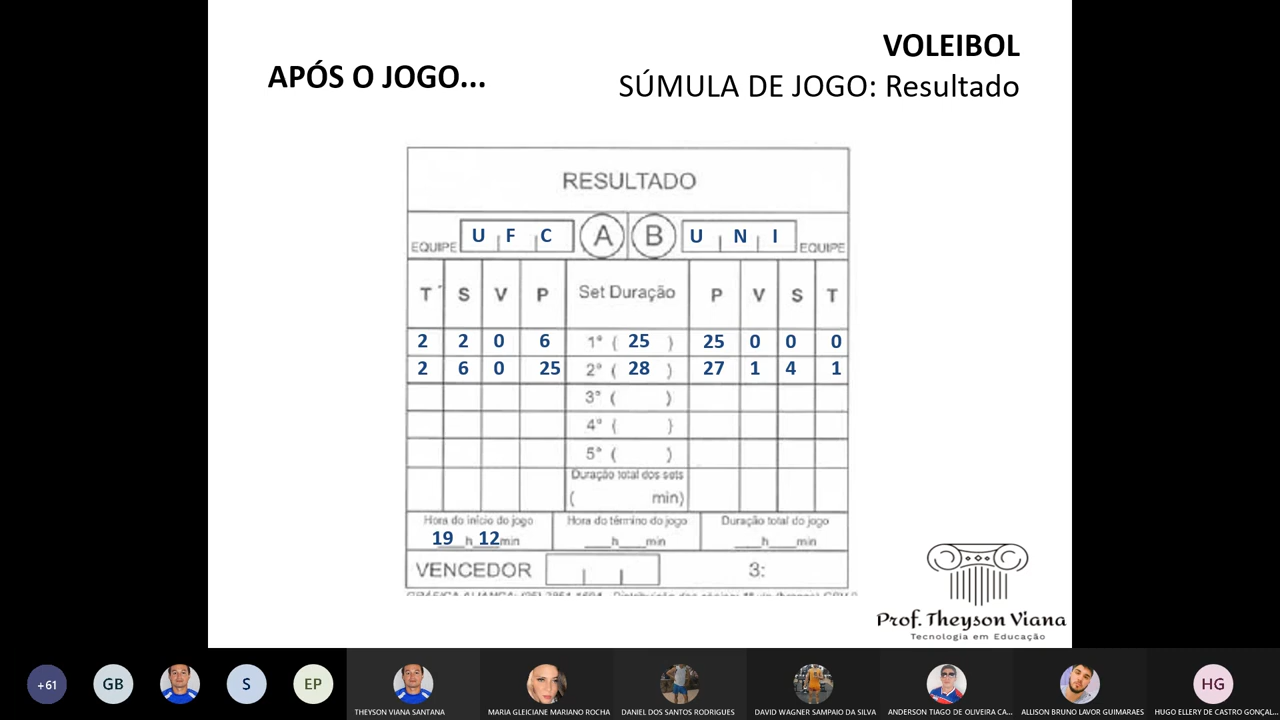 VOLEIBOL
APÓS O JOGO...
SÚMULA DE JOGO: Resultado
RESULTADO
EQUIPE U F C A B U N I EQUIPE
T S V P Set Duração P V S T
2 2 0 6 1º ( 25 ) 25 0 0 0
2 6 0 25 2º ( 28 ) 27 1 4 1
3º ( )
4º ( )
5º ( )
Duração total dos sets
( min)
Hora do início do jogo Hora do término do jogo Duração total do jogo
19 h 12 min ___h___min ___h___min
VENCEDOR 3:
Prof. Theyson Viana
Tecnologia em Educação
+61 GB S EP HG
THEYSON VIANA SANTANA MARIA GLEICIANE MARIANO ROCHA DANIEL DOS SANTOS RODRIGUES DAVID WAGNER SAMPAIO DA SILVA ANDERSON TIAGO DE OLIVEIRA CA... ALLISON BRUNO LAVOR GUIMARAES HUGO ELLERY DE CASTRO GONÇAL...